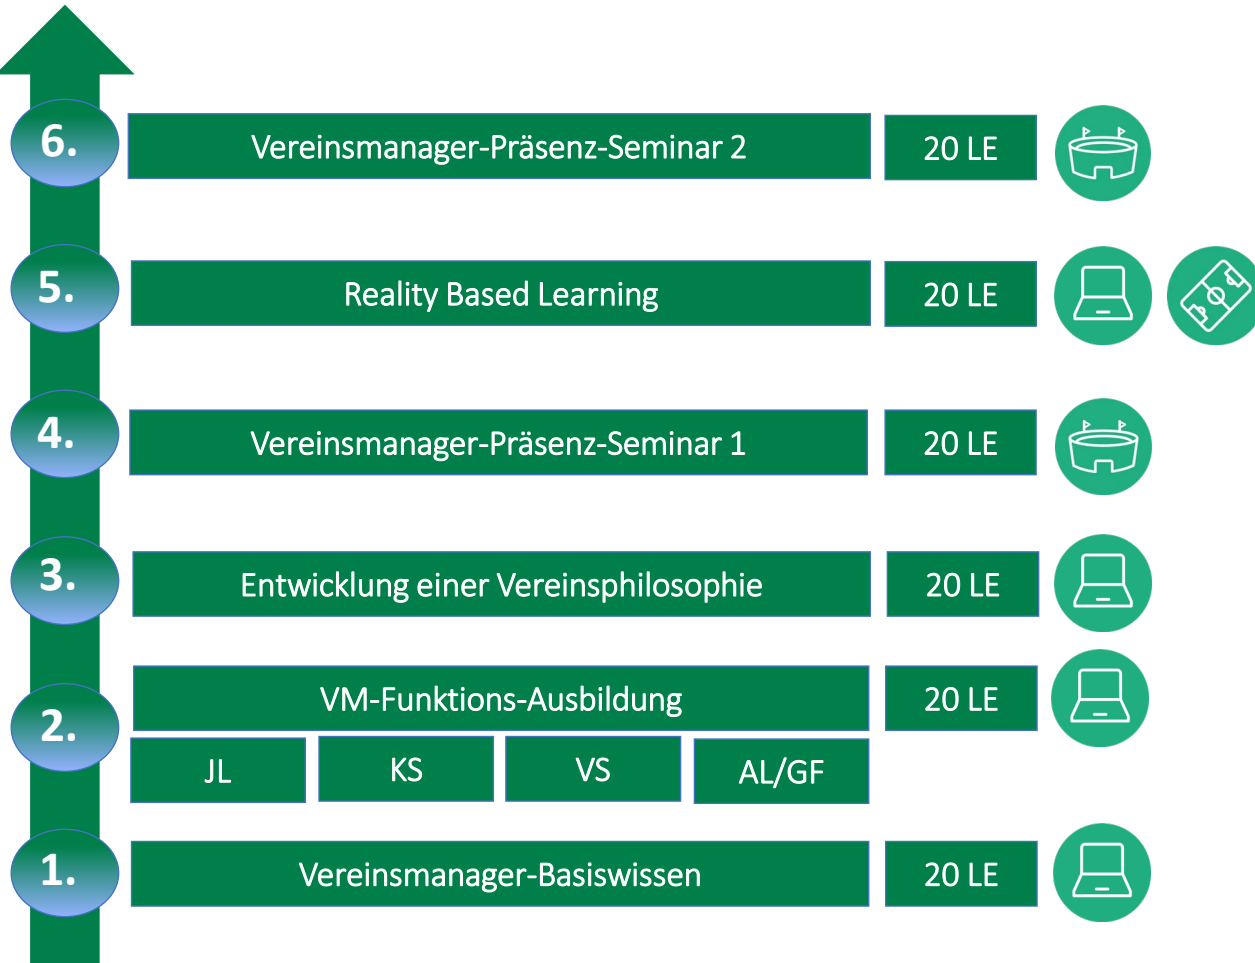 6.
Vereinsmanager-Präsenz-Seminar 2
20 LE
5.
Reality Based Learning
20 LE
4.
Vereinsmanager-Präsenz-Seminar 1
20 LE
3.
Entwicklung einer Vereinsphilosophie
20 LE
2.
VM-Funktions-Ausbildung
20 LE
JL
KS
VS
AL/GF
1.
Vereinsmanager-Basiswissen
20 LE